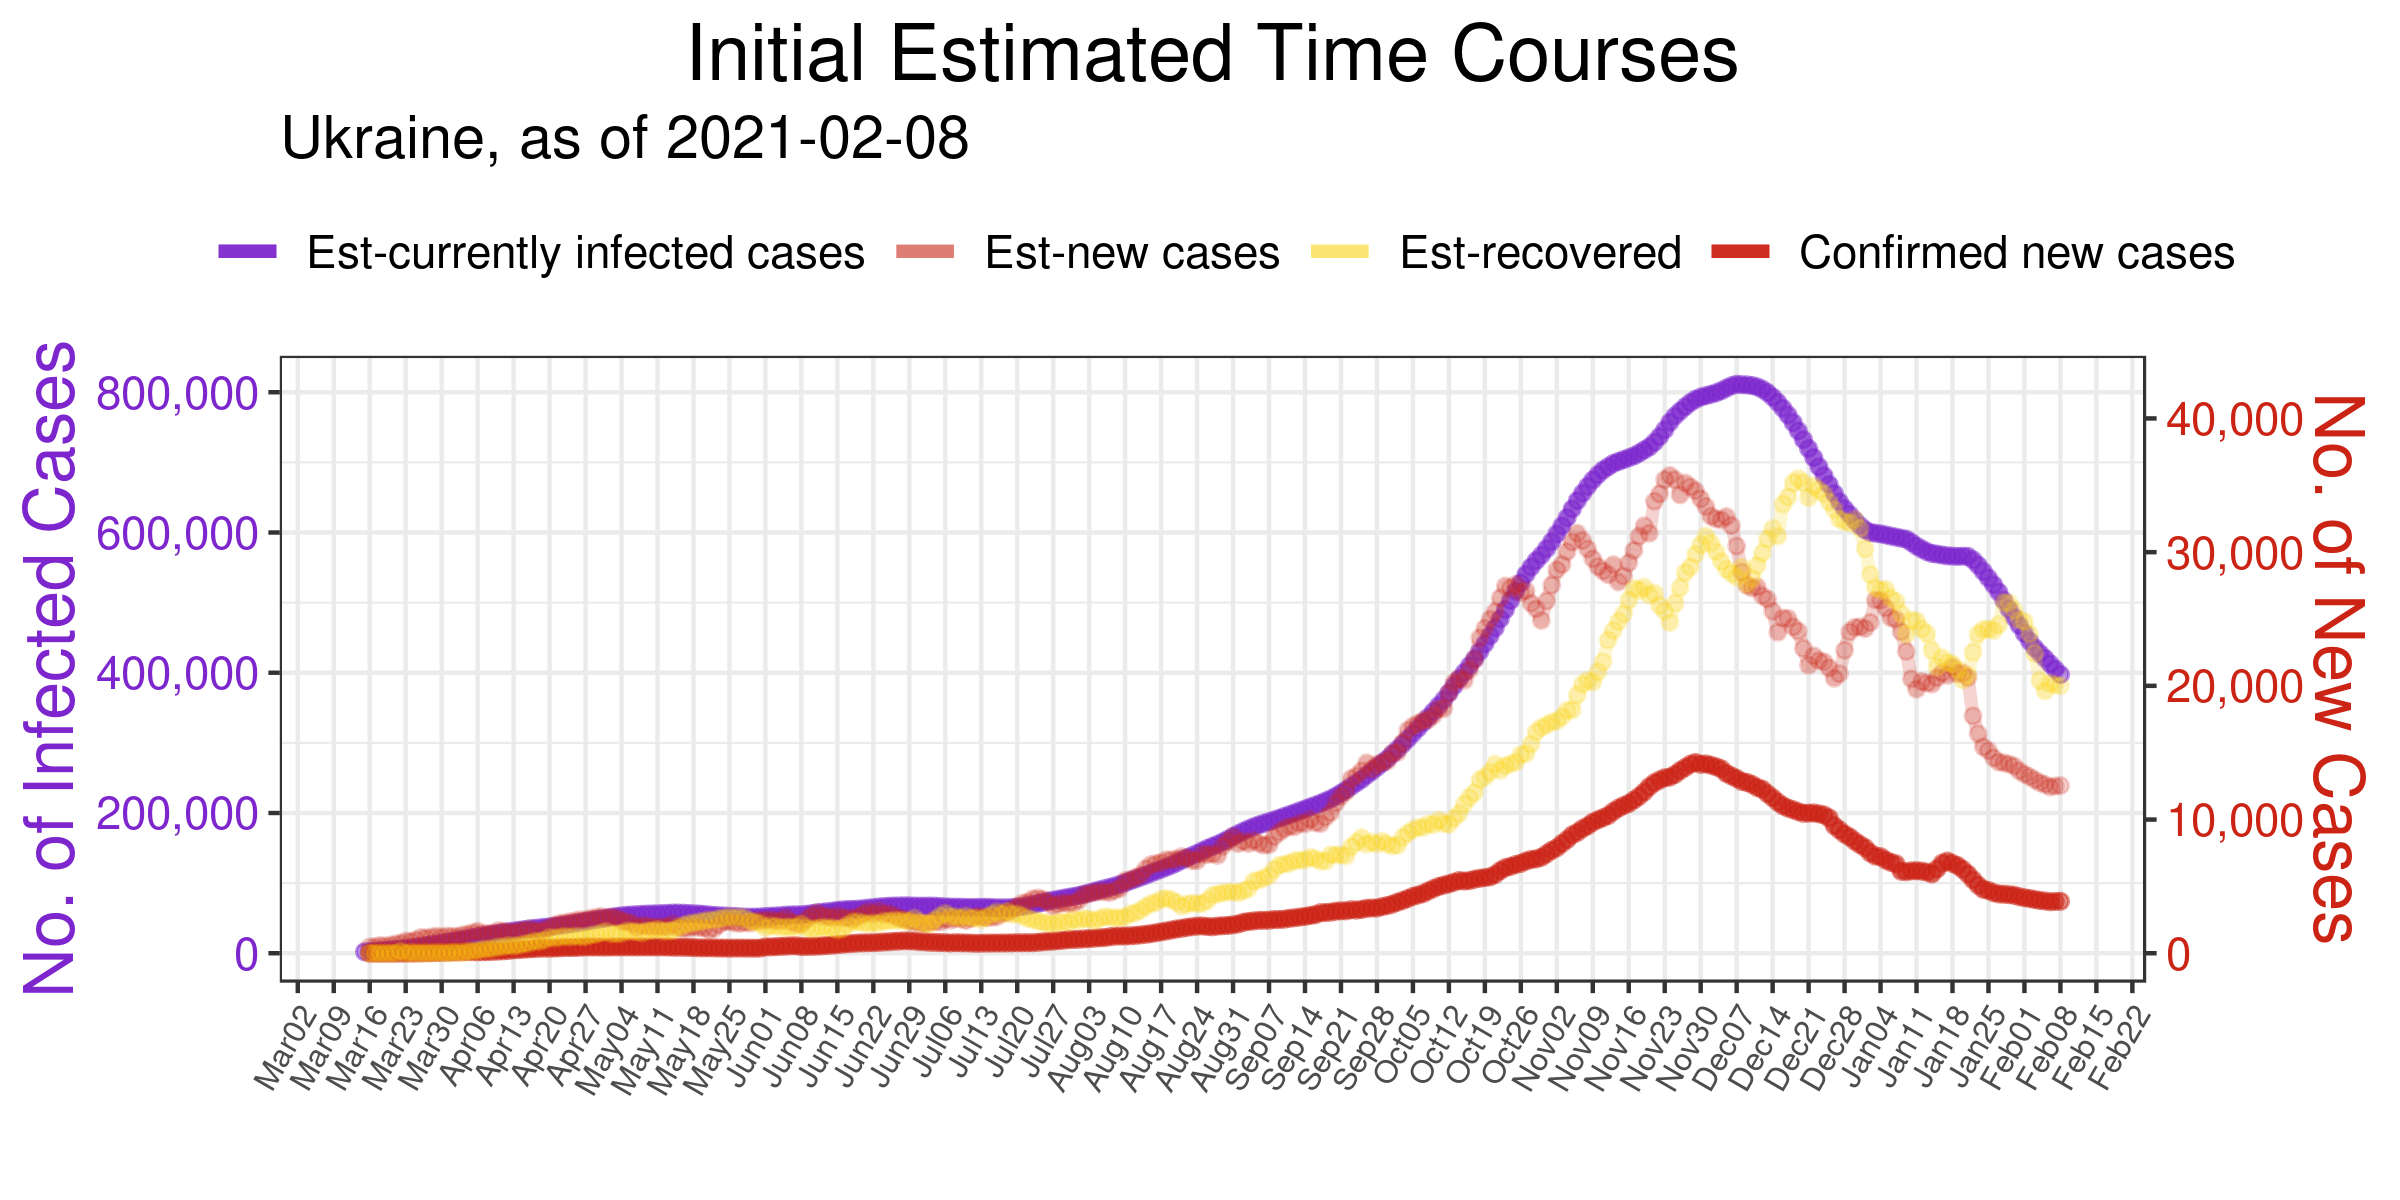 Initial Estimated Time Courses
Ukraine, as of 2021-02-08
Est-currently infected cases
Est-new cases
Est-recovered
Confirmed new cases
No. of Infected Cases
800,000
600,000
400,000
200,000
0
No. of New Cases
40,000
30,000
20,000
10,000
0
Mar02
Mar09
Mar16
Mar23
Mar30
Apr06
Apr13
Apr20
Apr27
May04
May11
May18
May25
Jun01
Jun08
Jun15
Jun22
Jun29
Jul06
Jul13
Jul20
Jul27
Aug03
Aug10
Aug17
Aug24
Aug31
Sep07
Sep14
Sep21
Sep28
Oct05
Oct12
Oct19
Oct26
Nov02
Nov09
Nov16
Nov23
Nov30
Dec07
Dec14
Dec21
Dec28
Jan04
Jan11
Jan18
Jan25
Feb01
Feb08
Feb15
Feb22